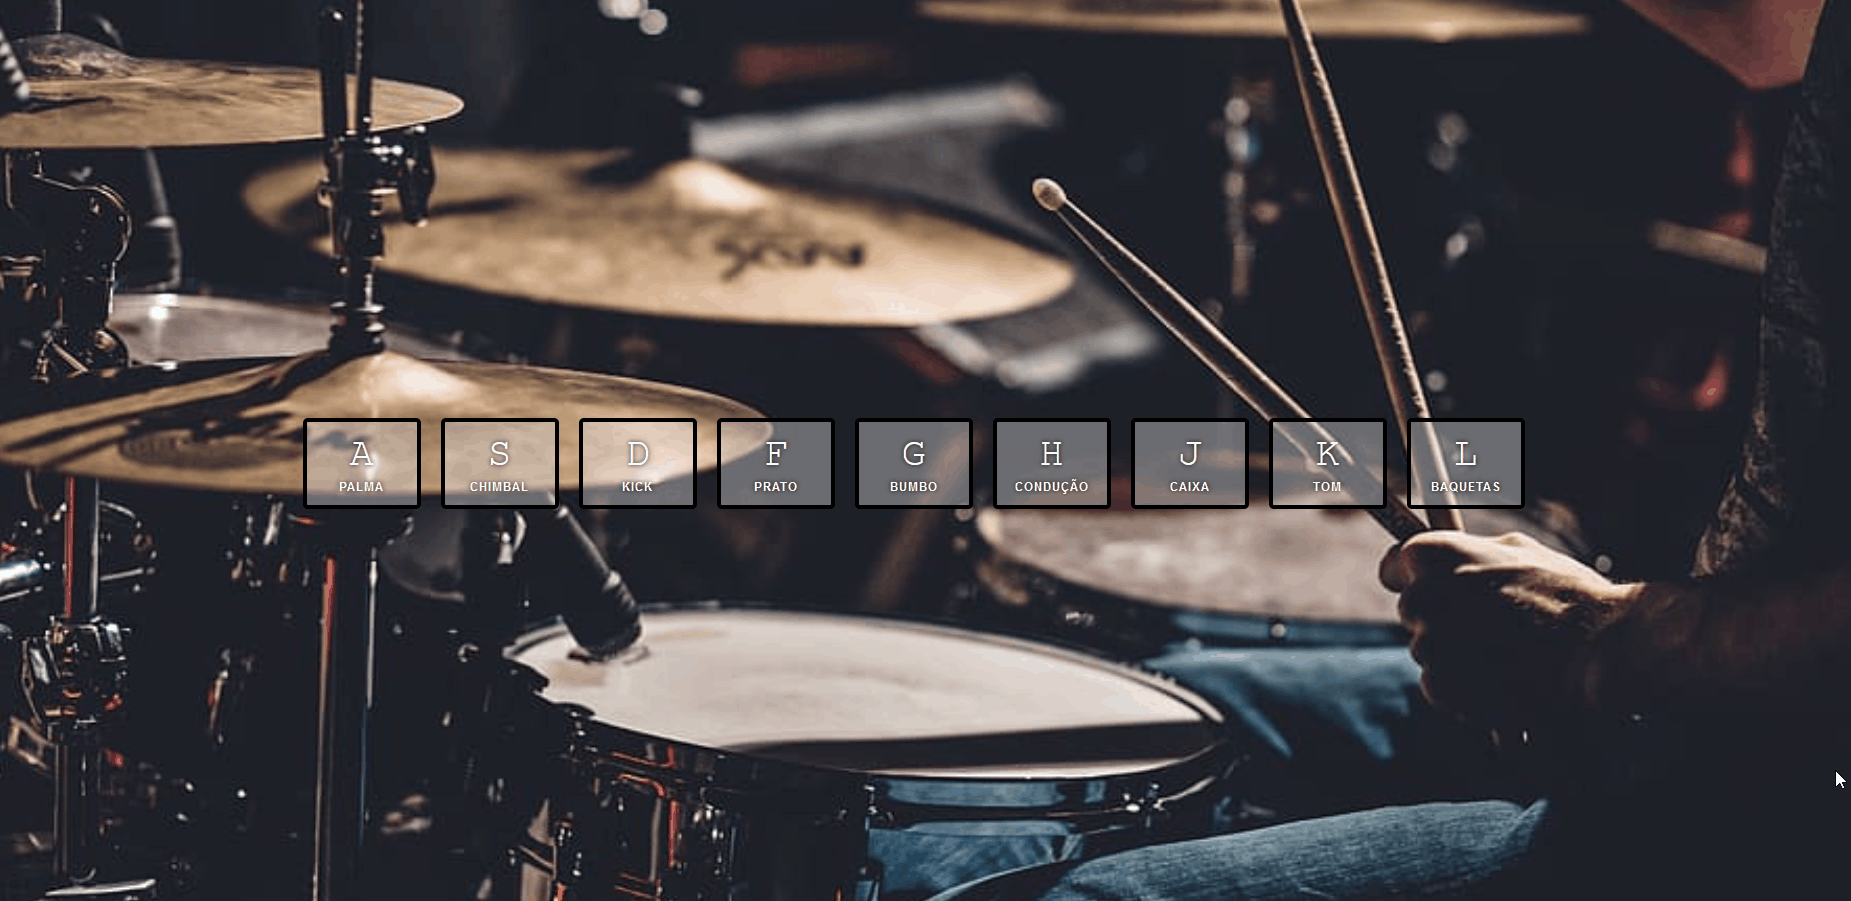 A
PALMA
S
CHIMBAL
D
KICK
F
PRATO
G
BUMBO
H
CONDUÇÃO
J
CAIXA
K
TOM
L
BAQUETAS